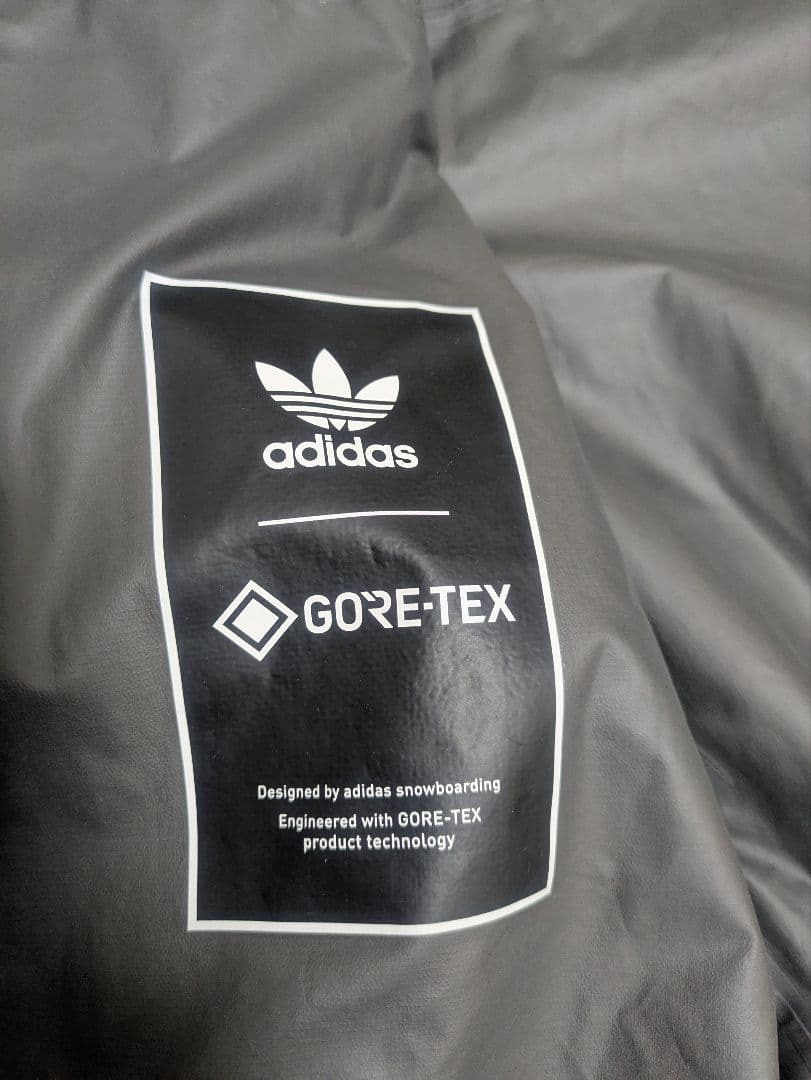 adidas
GORE-TEX
Designed by adidas snowboarding
Engineered with GORE-TEX
product technology